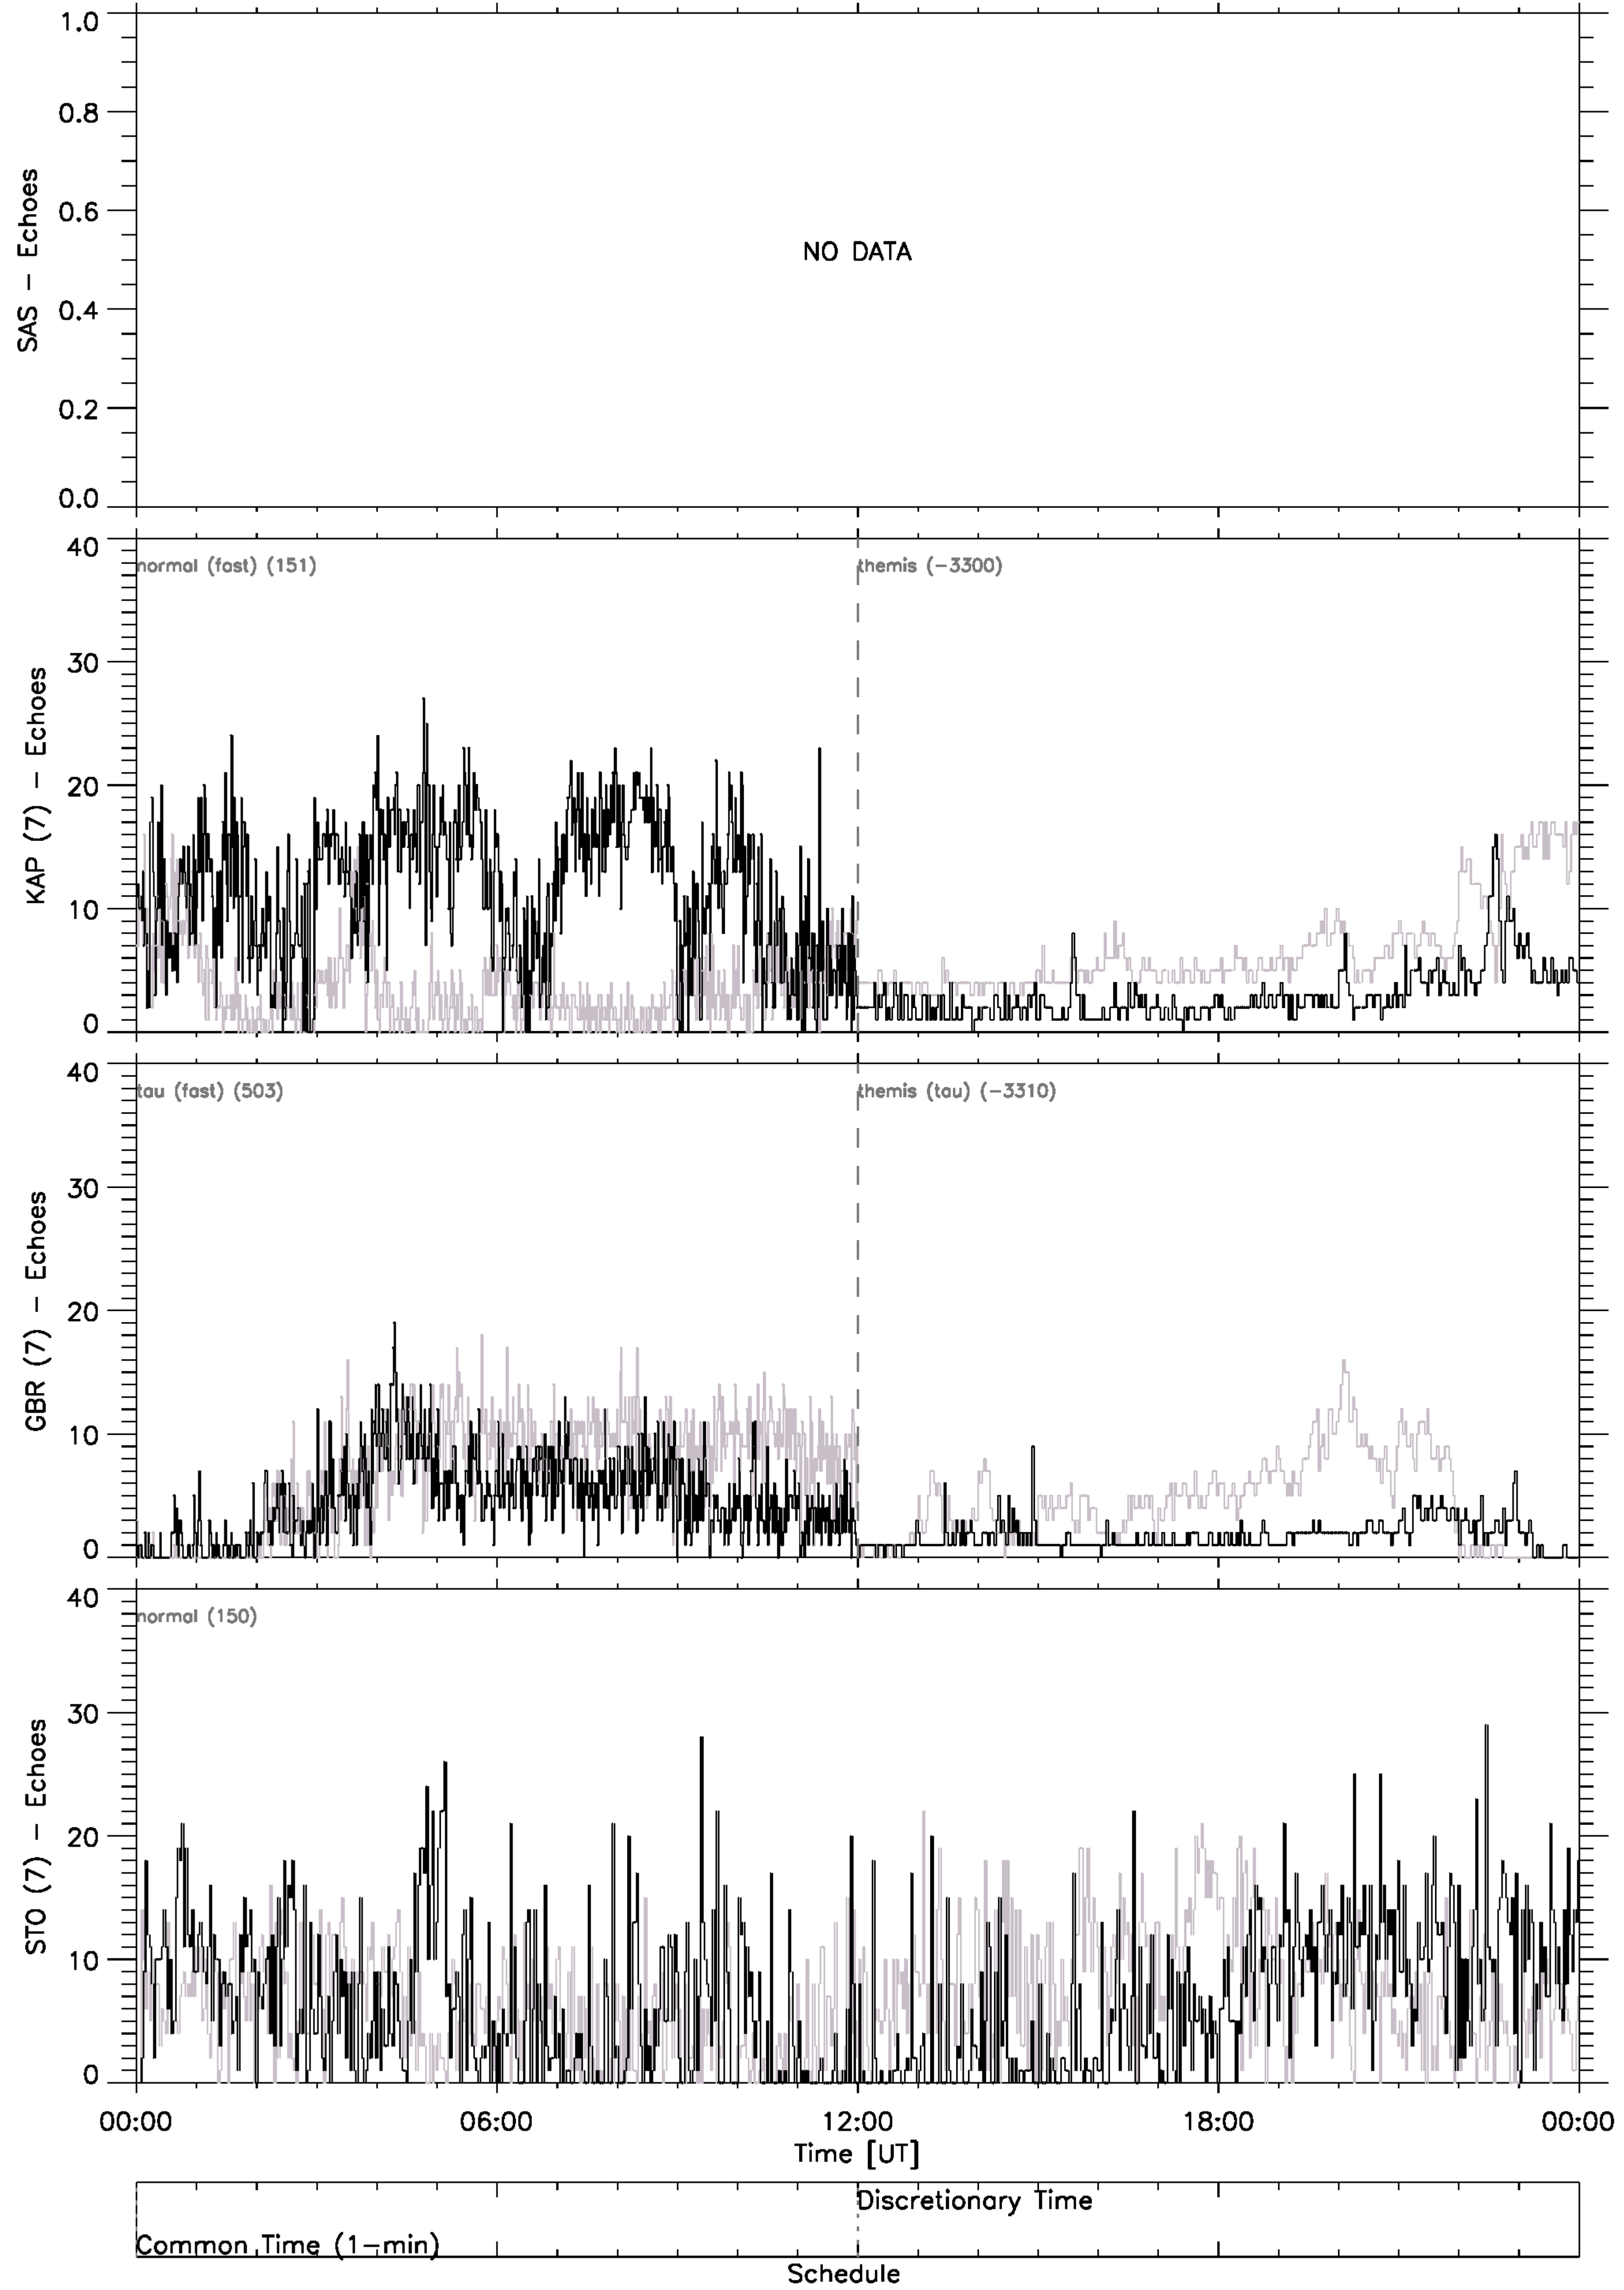 1.0
0.8
0.6
0.4
0.2
0.0
SAS – Echoes
NO DATA
40
30
20
10
0
KAP (7) – Echoes
normal (fast) (151)
themis (–3300)
40
30
20
10
0
GBR (7) – Echoes
tau (fast) (503)
themis (tau) (–3310)
40
30
20
10
0
STO (7) – Echoes
normal (150)
00:00 06:00 12:00 18:00 00:00
Time [UT]
Discretionary Time
Common Time (1–min)
Schedule